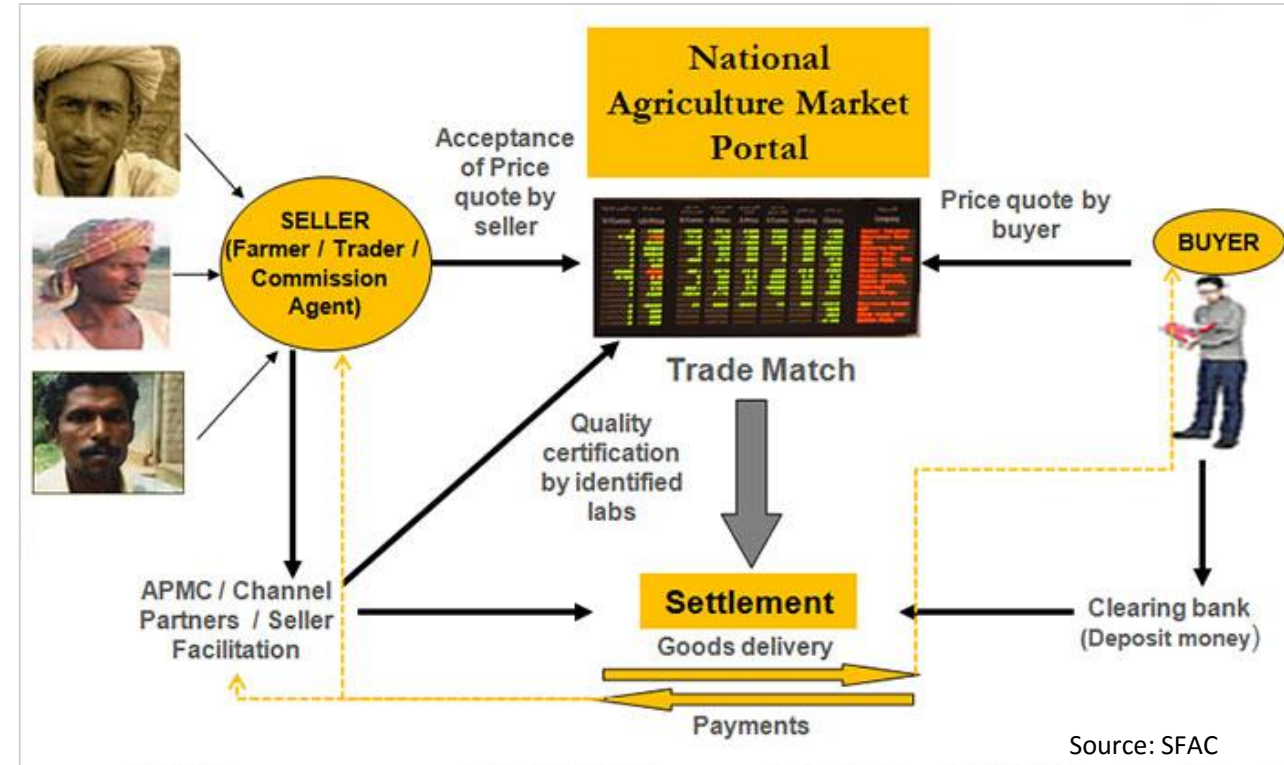 National
Agriculture Market
Portal
Acceptance
of Price
quote by
seller
SELLER
(Farmer / Trader /
Commission
Agent)
Price quote by
buyer
BUYER
Trade Match
Quality
certification
by identified
labs
APMC / Channel
Partners / Seller
Facilitation
Settlement
Goods delivery
Payments
Clearing bank
(Deposit money)
Source: SFAC